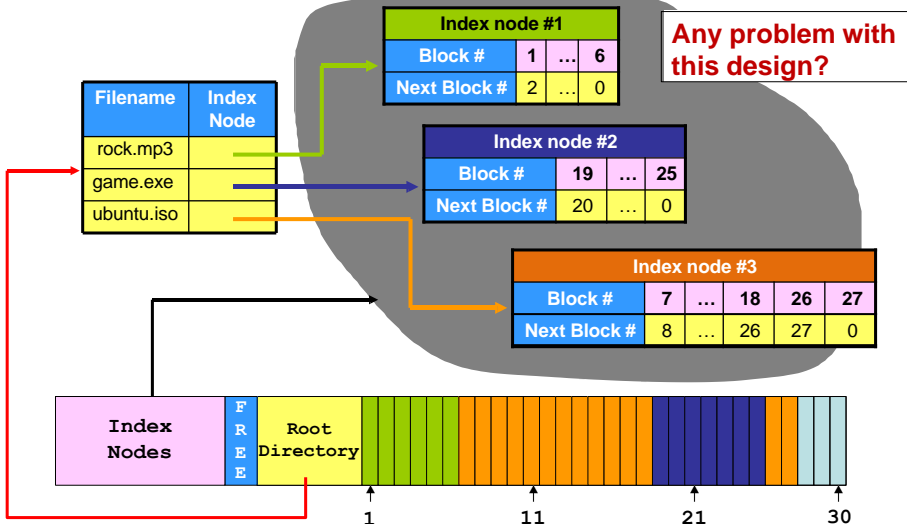 Any problem with
this design?
Index node #1
Block # 1 … 6
Next Block # 2 … 0
Filename Index
Node
rock.mp3
game.exe
ubuntu.iso
Index node #2
Block # 19 … 25
Next Block # 20 … 0
Index node #3
Block # 7 … 18 26 27
Next Block # 8 … 26 27 0
Index
Nodes
F
R
E
E
Root
Directory
1 11 21 30